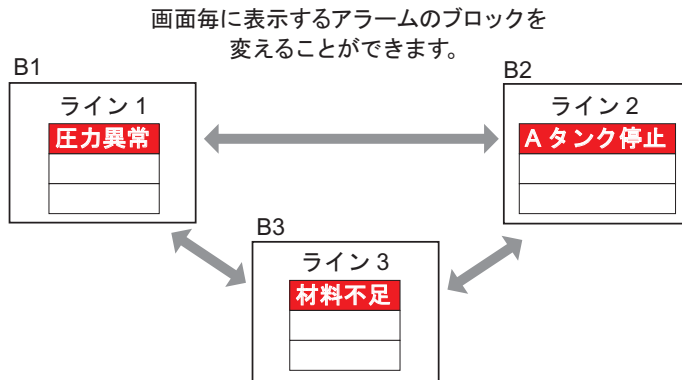 画面毎に表示するアラームのブロックを
変えることができます。
B1
ライン 1
圧力異常
B2
ライン 2
A タンク停止
B3
ライン 3
材料不足